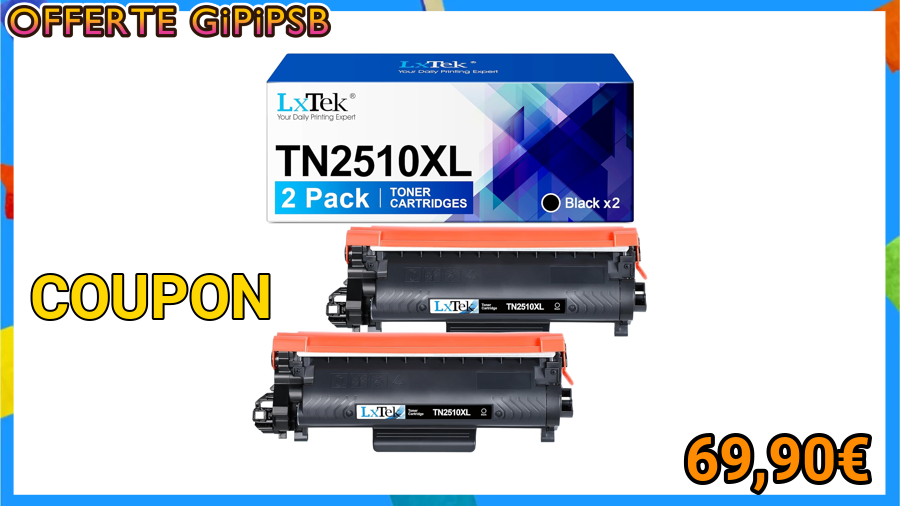 OFFERTE GiPiPSB
LxTek®
Your Daily Printing Expert
LxTek®
Your Daily Printing Expert
TN2510XL
2 Pack
TONER
CARTRIDGES
Black x2
COUPON
LxTek
Toner
Cartridge
TN2510XL
LxTek
Toner
Cartridge
TN2510XL
69,90€